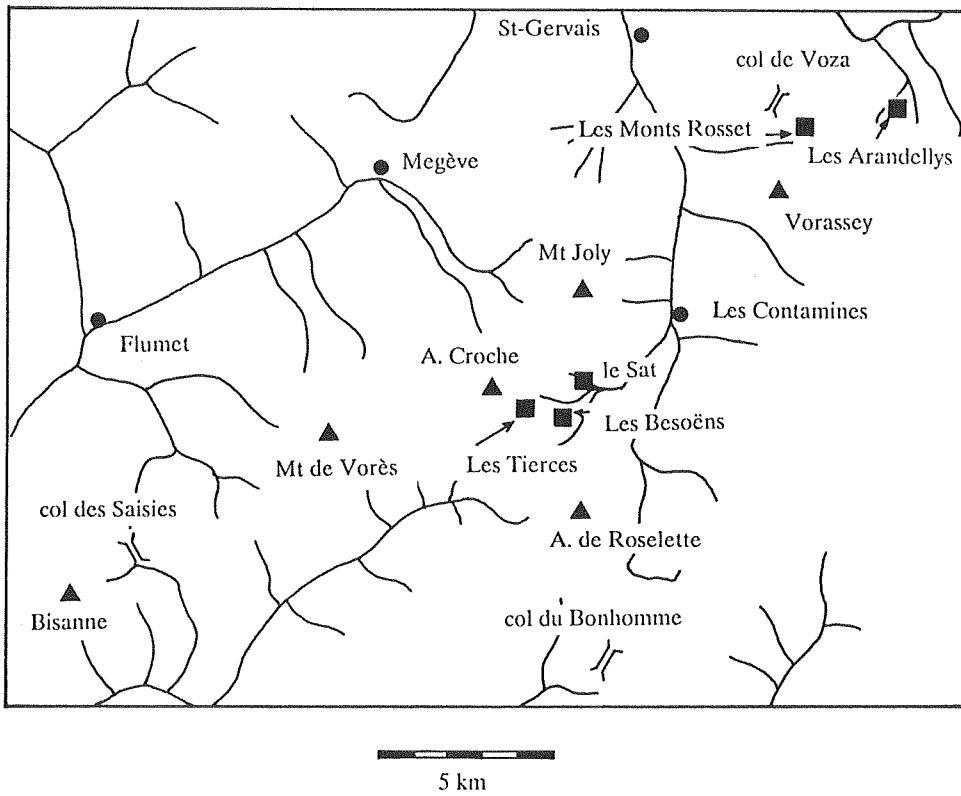 St-Gervais
col de Voza
Les Monts Rosset
Les Arandellys
Megève
Vorassey
Mt Joly
Les Contamines
Flumet
A. Croche
le Sat
Les Besoëns
Mt de Vorès
Les Tierces
col des Saisies
A. de Roselette
Bisanne
col du Bonhomme
5 km